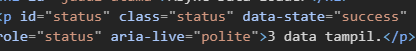 <p id="status" class="status" data-state="success"
role="status" aria-live="polite">3 data tampil.</p>